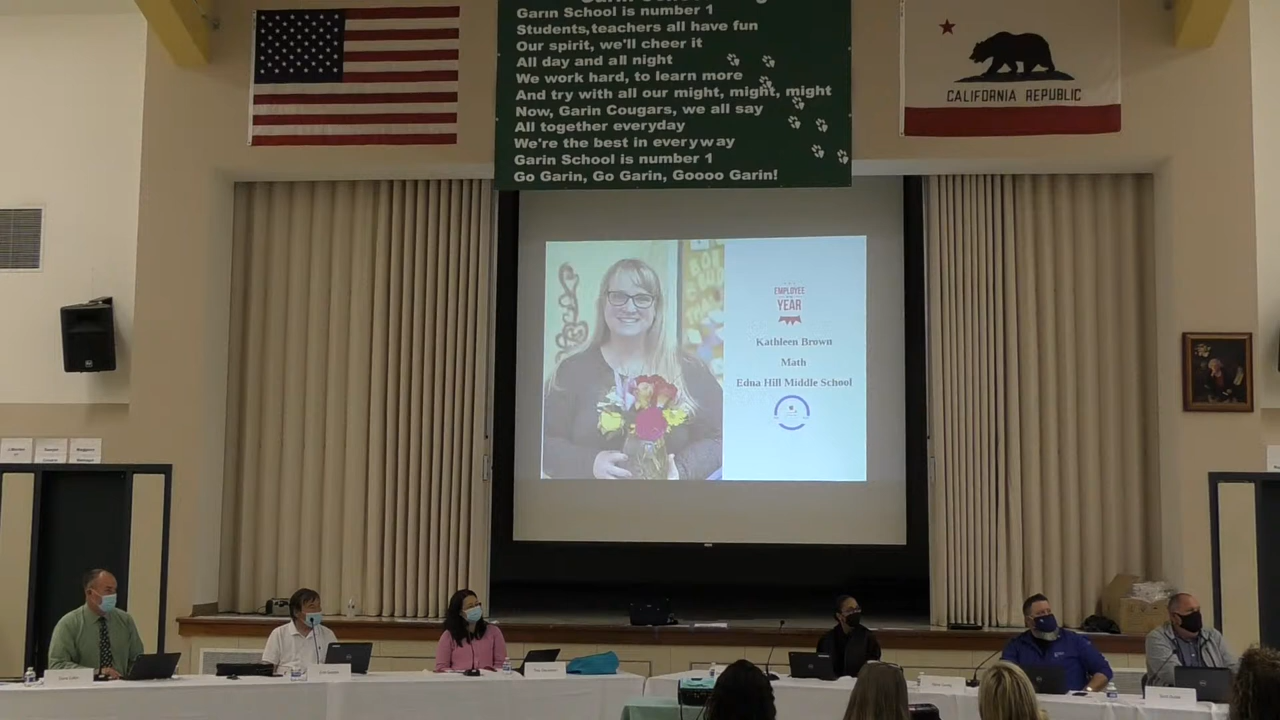 Garin School is number 1
Students, teachers all have fun
Our spirit, we'll cheer it
All day and all night
We work hard, to learn more
And try with all our might, might, might
Now, Garin Cougars, we all say
All together everyday
We're the best in everyway
Garin School is number 1
Go Garin, Go Garin, Goooo Garin!
CALIFORNIA REPUBLIC
EMPLOYEE
YEAR
Kathleen Brown
Math
Edna Hill Middle School